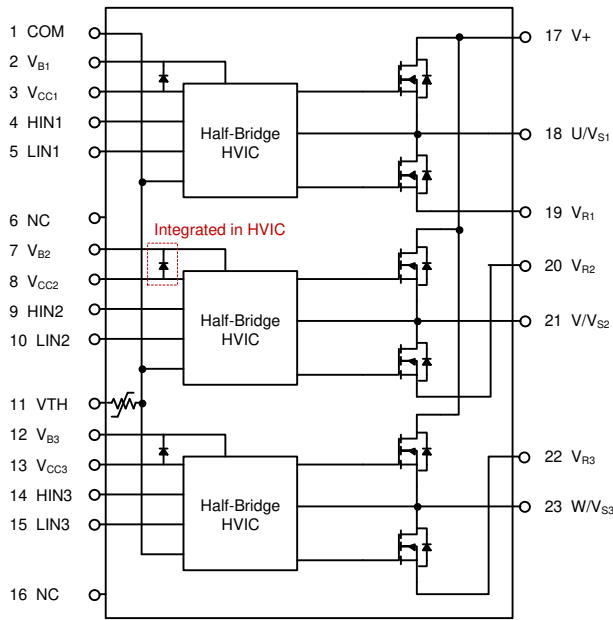 1 COM
2 VB1
3 VCC1
4 HIN1
5 LIN1
6 NC
7 VB2
8 VCC2
9 HIN2
10 LIN2
11 VTH
12 VB3
13 VCC3
14 HIN3
15 LIN3
16 NC
Half-Bridge
HVIC
Integrated in HVIC
Half-Bridge
HVIC
Half-Bridge
HVIC
17 V+
18 U/VS1
19 VR1
20 VR2
21 V/VS2
22 VR3
23 W/VS3